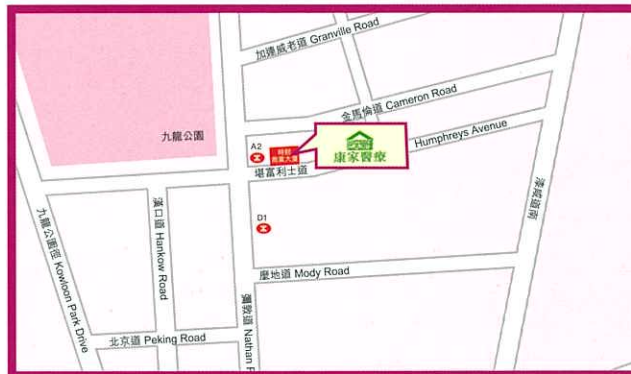 加連威老道 Granville Road
金馬倫道 Cameron Road
九龍公園
A2
康家醫療
Humphreys Avenue
堪富利士道
漆咸道南
D1
漢口道 Hankow Road
九龍公園徑 Kowloon Park Drive
麼地道 Mody Road
彌敦道 Nathan
北京道 Peking Road